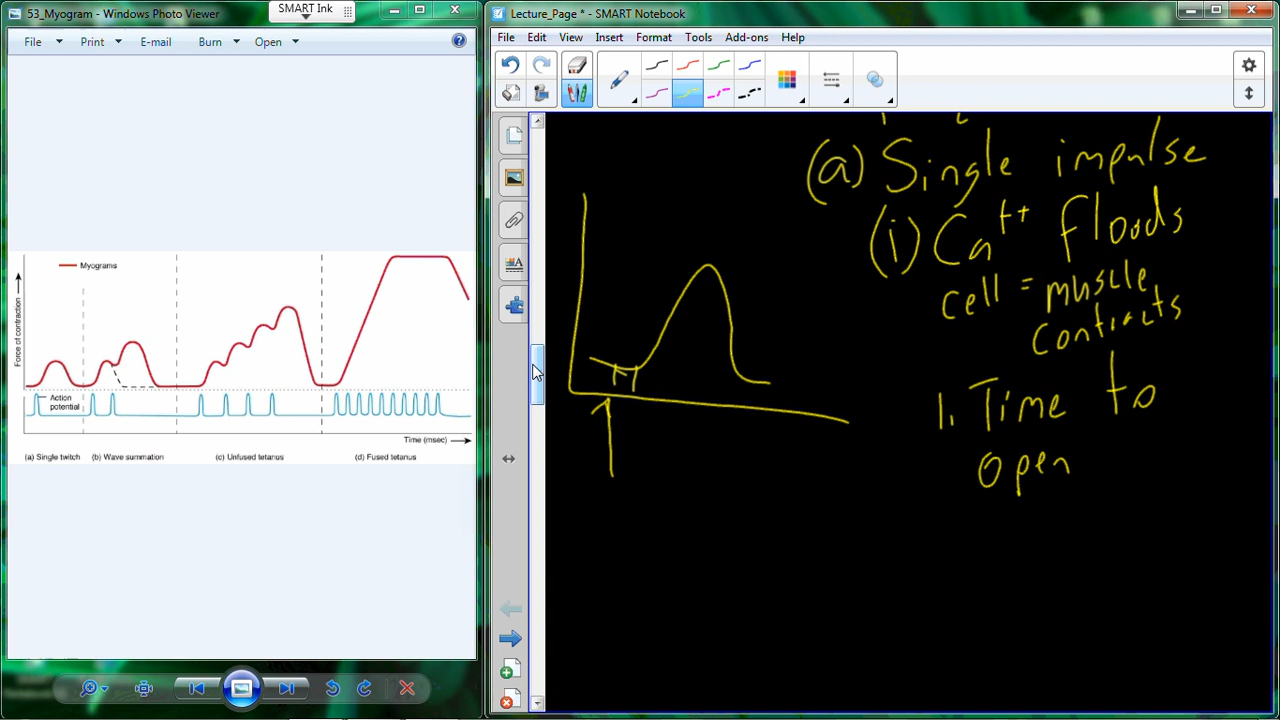 53_Myogram - Windows Photo Viewer
SMART Ink
File Print E-mail Burn Open
Myograms
Force of contraction
Action
potential
Time (msec)
(a) Single twitch (b) Wave summation (c) Unfused tetanus (d) Fused tetanus
Lecture_Page * - SMART Notebook
File Edit View Insert Format Tools Add-ons Help
(a) Single impulse
(i) Ca++ floods
cell = muscle
contracts
1. Time to
open